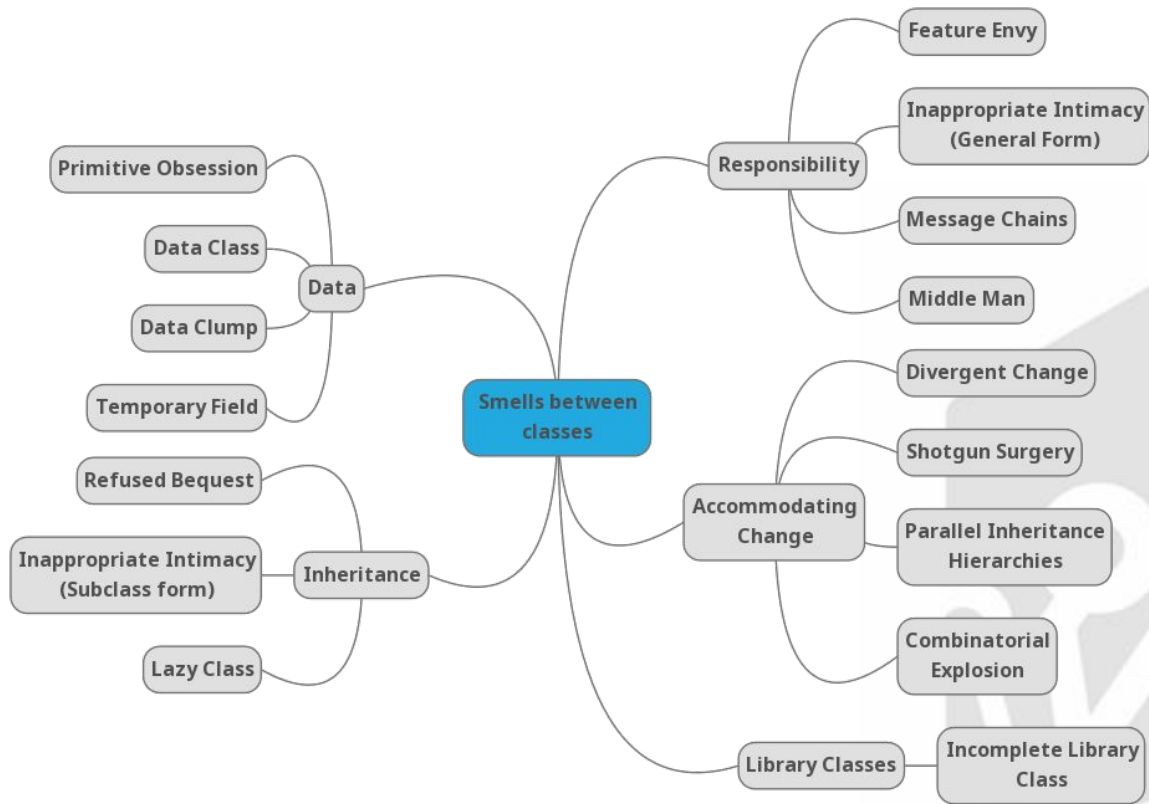 Smells between
classes
Responsibility
Feature Envy
Inappropriate Intimacy
(General Form)
Message Chains
Middle Man
Accommodating
Change
Divergent Change
Shotgun Surgery
Parallel Inheritance
Hierarchies
Combinatorial
Explosion
Library Classes
Incomplete Library
Class
Data
Primitive Obsession
Data Class
Data Clump
Temporary Field
Inheritance
Refused Bequest
Inappropriate Intimacy
(Subclass form)
Lazy Class